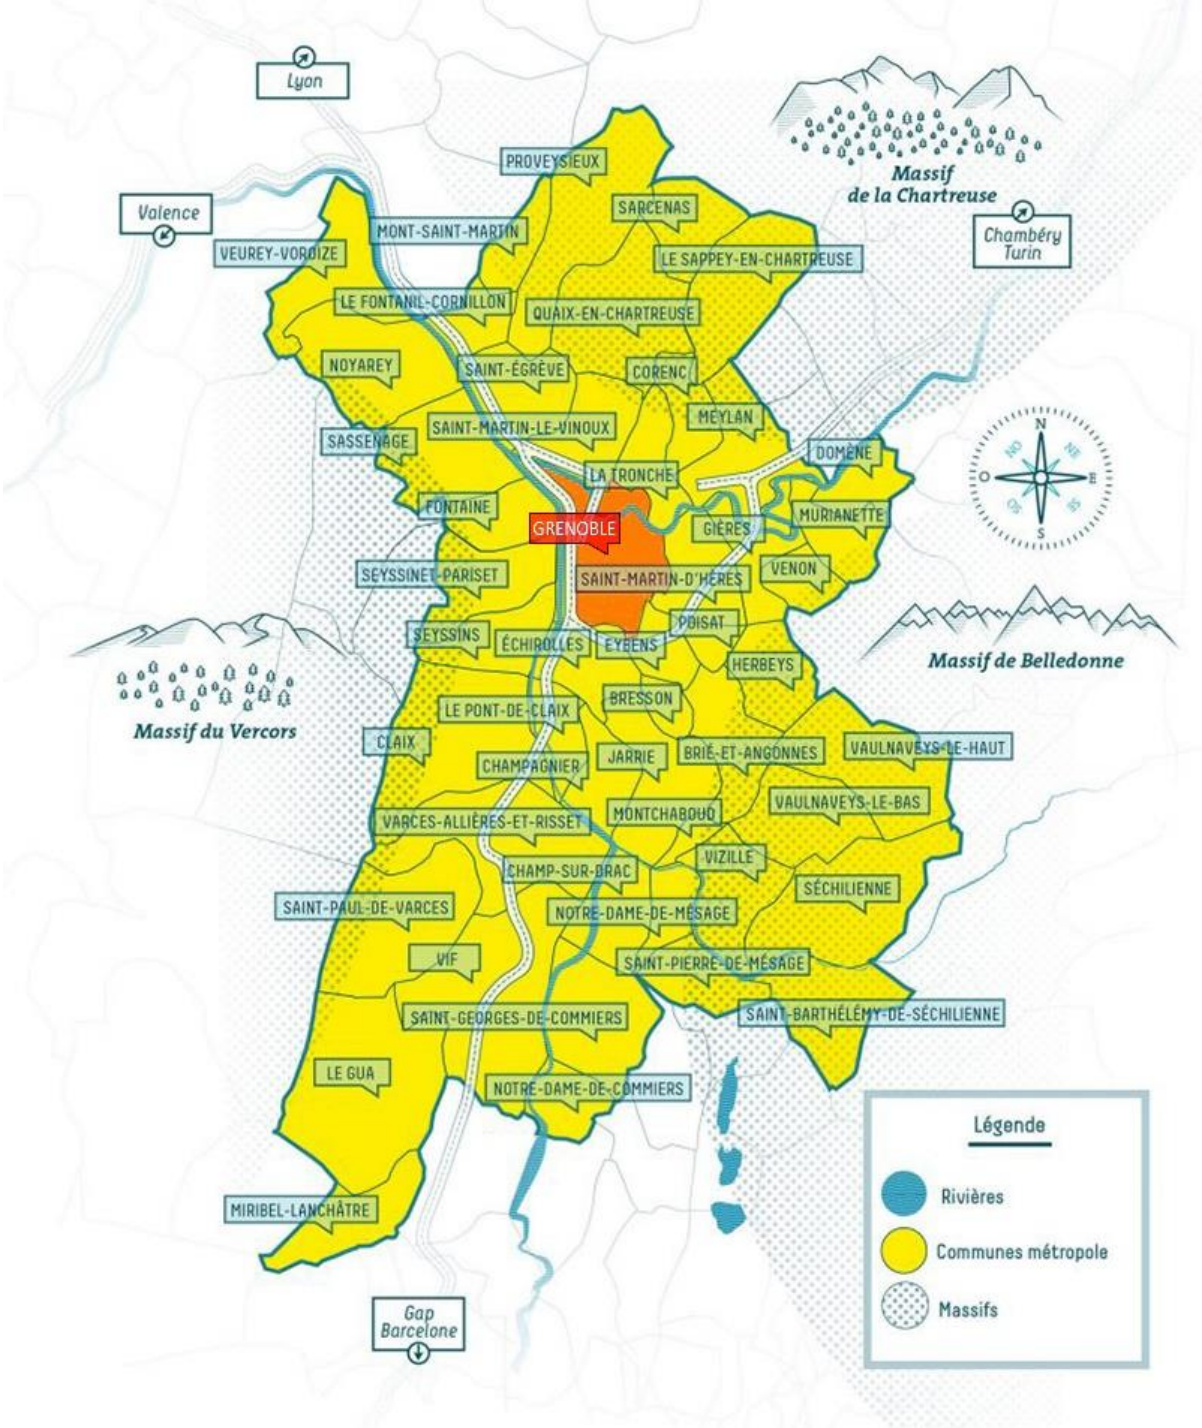 Lyon
Massif
de la Chartreuse
PROVEYSIEUX
SARCENAS
Valence
MONT-SAINT-MARTIN
Chambéry
Turin
VEUREY-VOROIZE
LE SAPPEY-EN-CHARTREUSE
LE FONTANIL-CORNILLON
QUAIX-EN-CHARTREUSE
NOYAREY
SAINT-ÉGRÈVE
CORENC
MEYLAN
SAINT-MARTIN-LE-VINOUX
SASSENAGE
DOMÈNE
N
NO
NE
O
E
SO
SE
S
LA TRONCHE
FONTAINE
MURIANETTE
GRENOBLE
GIÈRES
SEYSSINET-PARISET
SAINT-MARTIN-D'HÈRES
VENON
POISAT
SEYSSINS
ÉCHIROLLES
EYBENS
HERBEYS
Massif de Belledonne
BRESSON
LE PONT-DE-CLAIX
Massif du Vercors
CLAIX
JARRIE
BRIÉ-ET-ANGONNES
VAULNAVEYS-LE-HAUT
CHAMPAGNIER
VAULNAVEYS-LE-BAS
MONTCHABOUD
VARCES-ALLIÈRES-ET-RISSET
VIZILLE
CHAMP-SUR-DRAC
SÉCHILIENNE
SAINT-PAUL-DE-VARCES
NOTRE-DAME-DE-MÉSAGE
VIF
SAINT-PIERRE-DE-MÉSAGE
SAINT-GEORGES-DE-COMMIERS
SAINT-BARTHÉLÉMY-DE-SÉCHILIENNE
LE GUA
NOTRE-DAME-DE-COMMIERS
MIRIBEL-LANCHÂTRE
Gap
Barcelone
Légende
Rivières
Communes métropole
Massifs